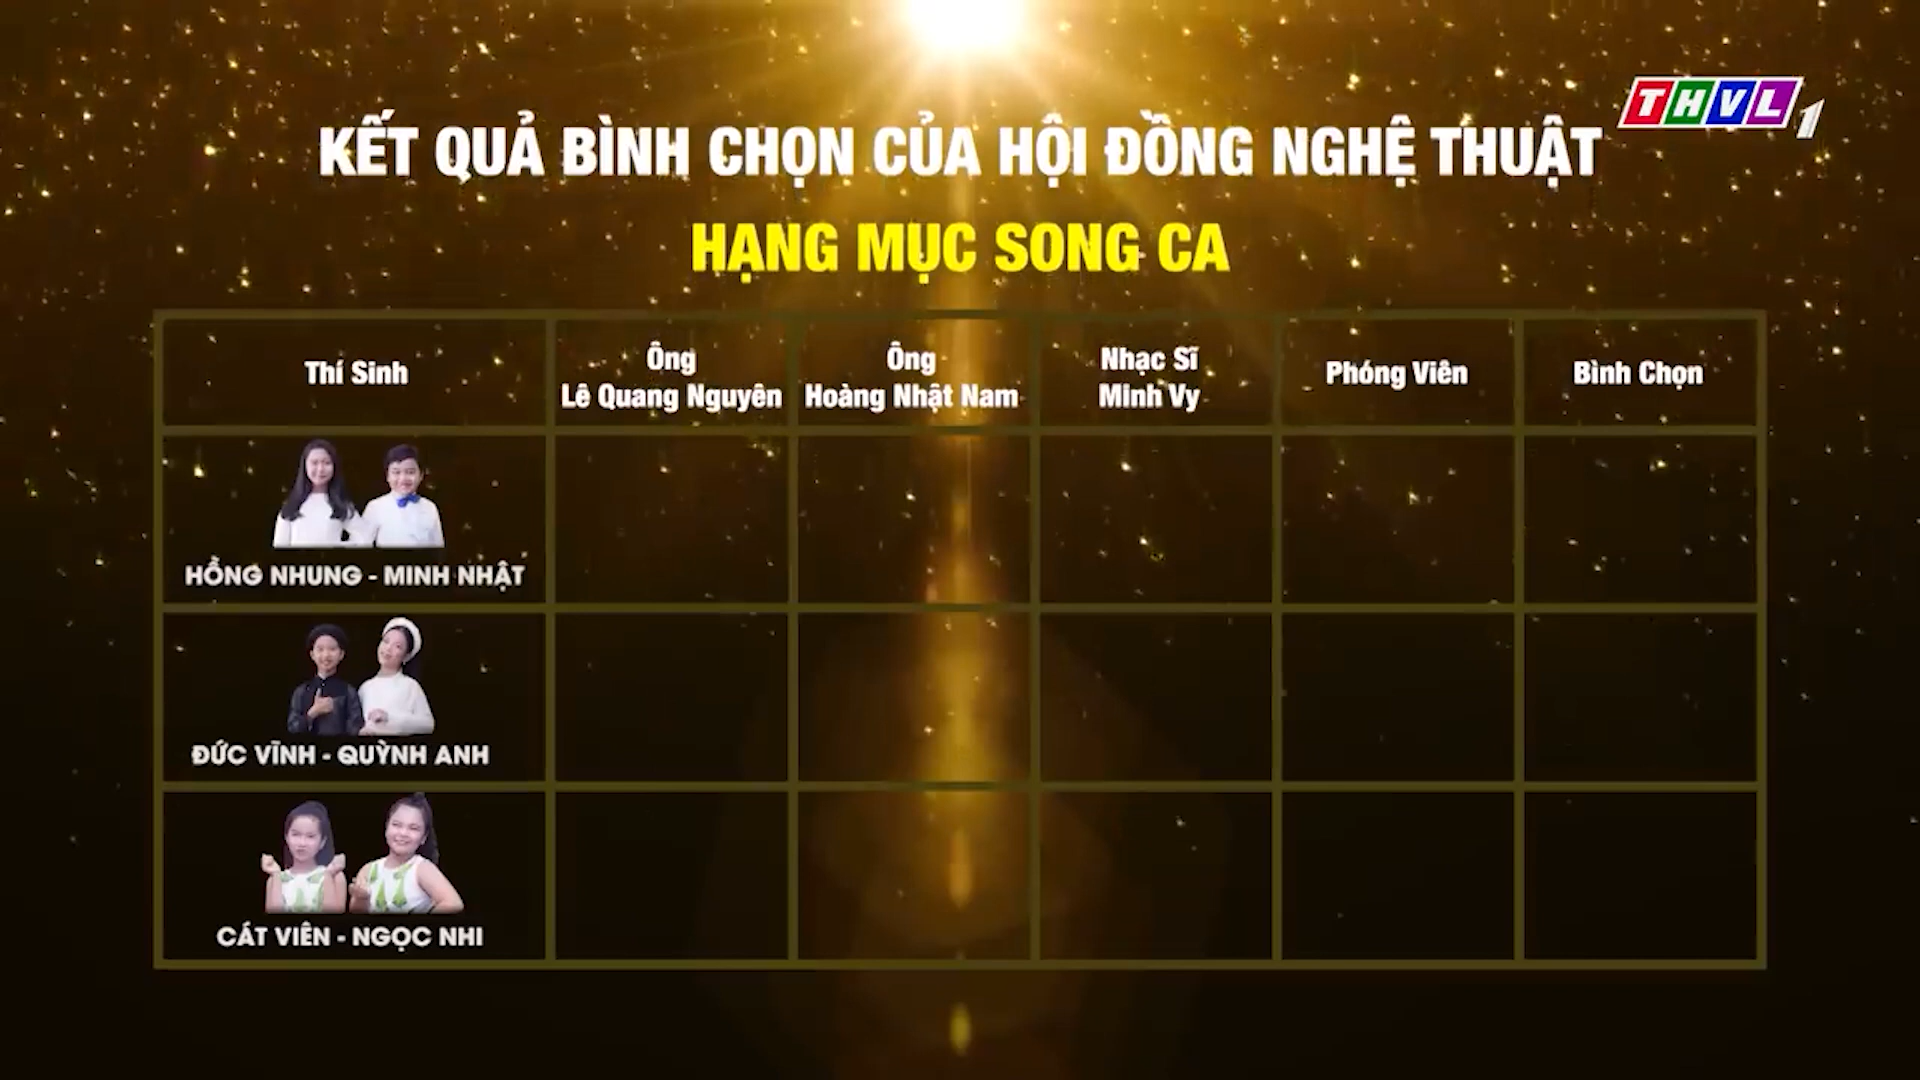 THVL1
KẾT QUẢ BÌNH CHỌN CỦA HỘI ĐỒNG NGHỆ THUẬT
HẠNG MỤC SONG CA
Thí Sinh
Ông
Lê Quang Nguyên
Ông
Hoàng Nhật Nam
Nhạc Sĩ
Minh Vy
Phóng Viên
Bình Chọn
HỒNG NHUNG - MINH NHẬT
ĐỨC VĨNH - QUỲNH ANH
CÁT VIÊN - NGỌC NHI